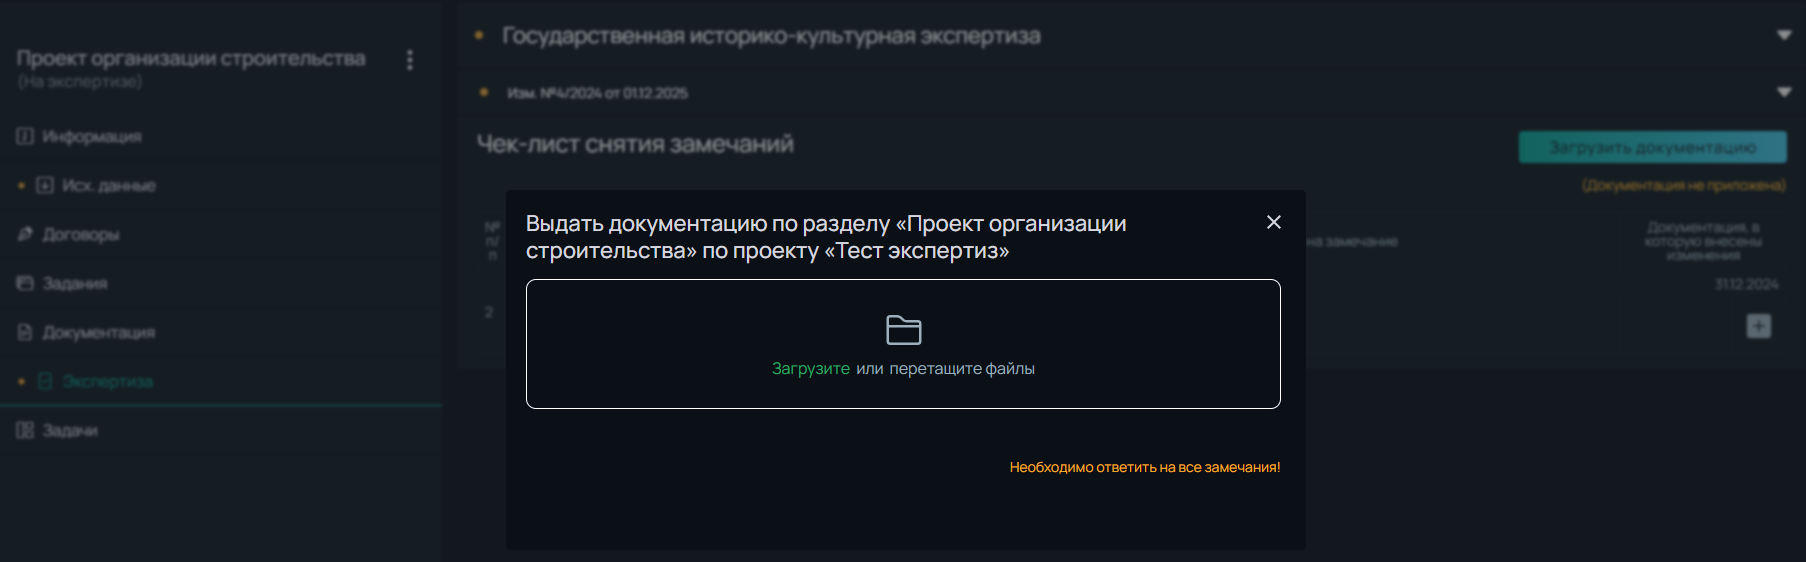 Проект организации строительства
(На экспертизе)
Информация
Исх. данные
Договоры
Задания
Документация
Экспертиза
Задачи
Государственная историко-культурная экспертиза
Изм. №4/2024 от 01.12.2025
Чек-лист снятия замечаний
Загрузить документацию
(Документация не приложена)
№
п/
п
на замечание
Документация, в
которую внесены
изменения
31.12.2024
2
Выдать документацию по разделу «Проект организации
строительства» по проекту «Тест экспертиз»
Загрузите или перетащите файлы
Необходимо ответить на все замечания!